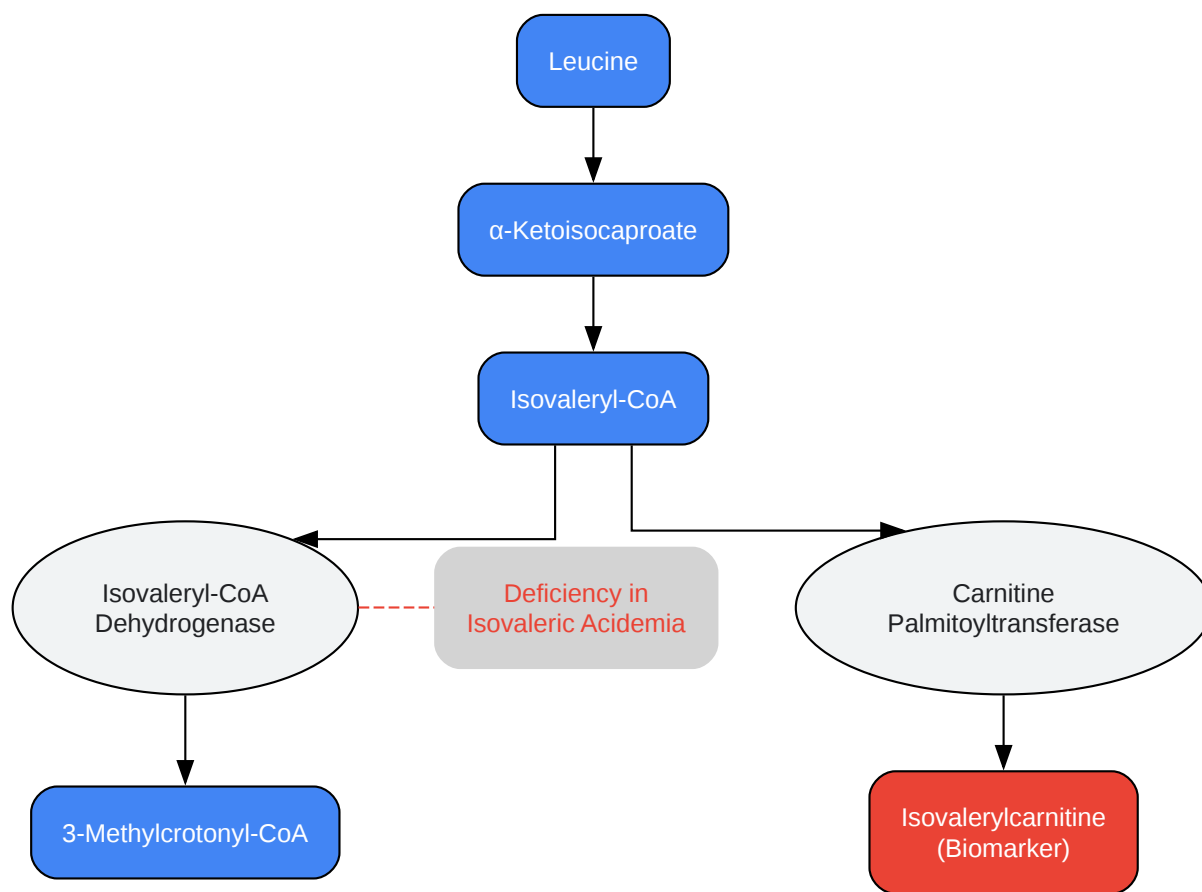 Leucine
α-Ketoisocaproate
Isovaleryl-CoA
Isovaleryl-CoA
Dehydrogenase
Deficiency in
Isovaleric Acidemia
Carnitine
Palmitoyltransferase
3-Methylcrotonyl-CoA
Isovalerylcarnitine
(Biomarker)